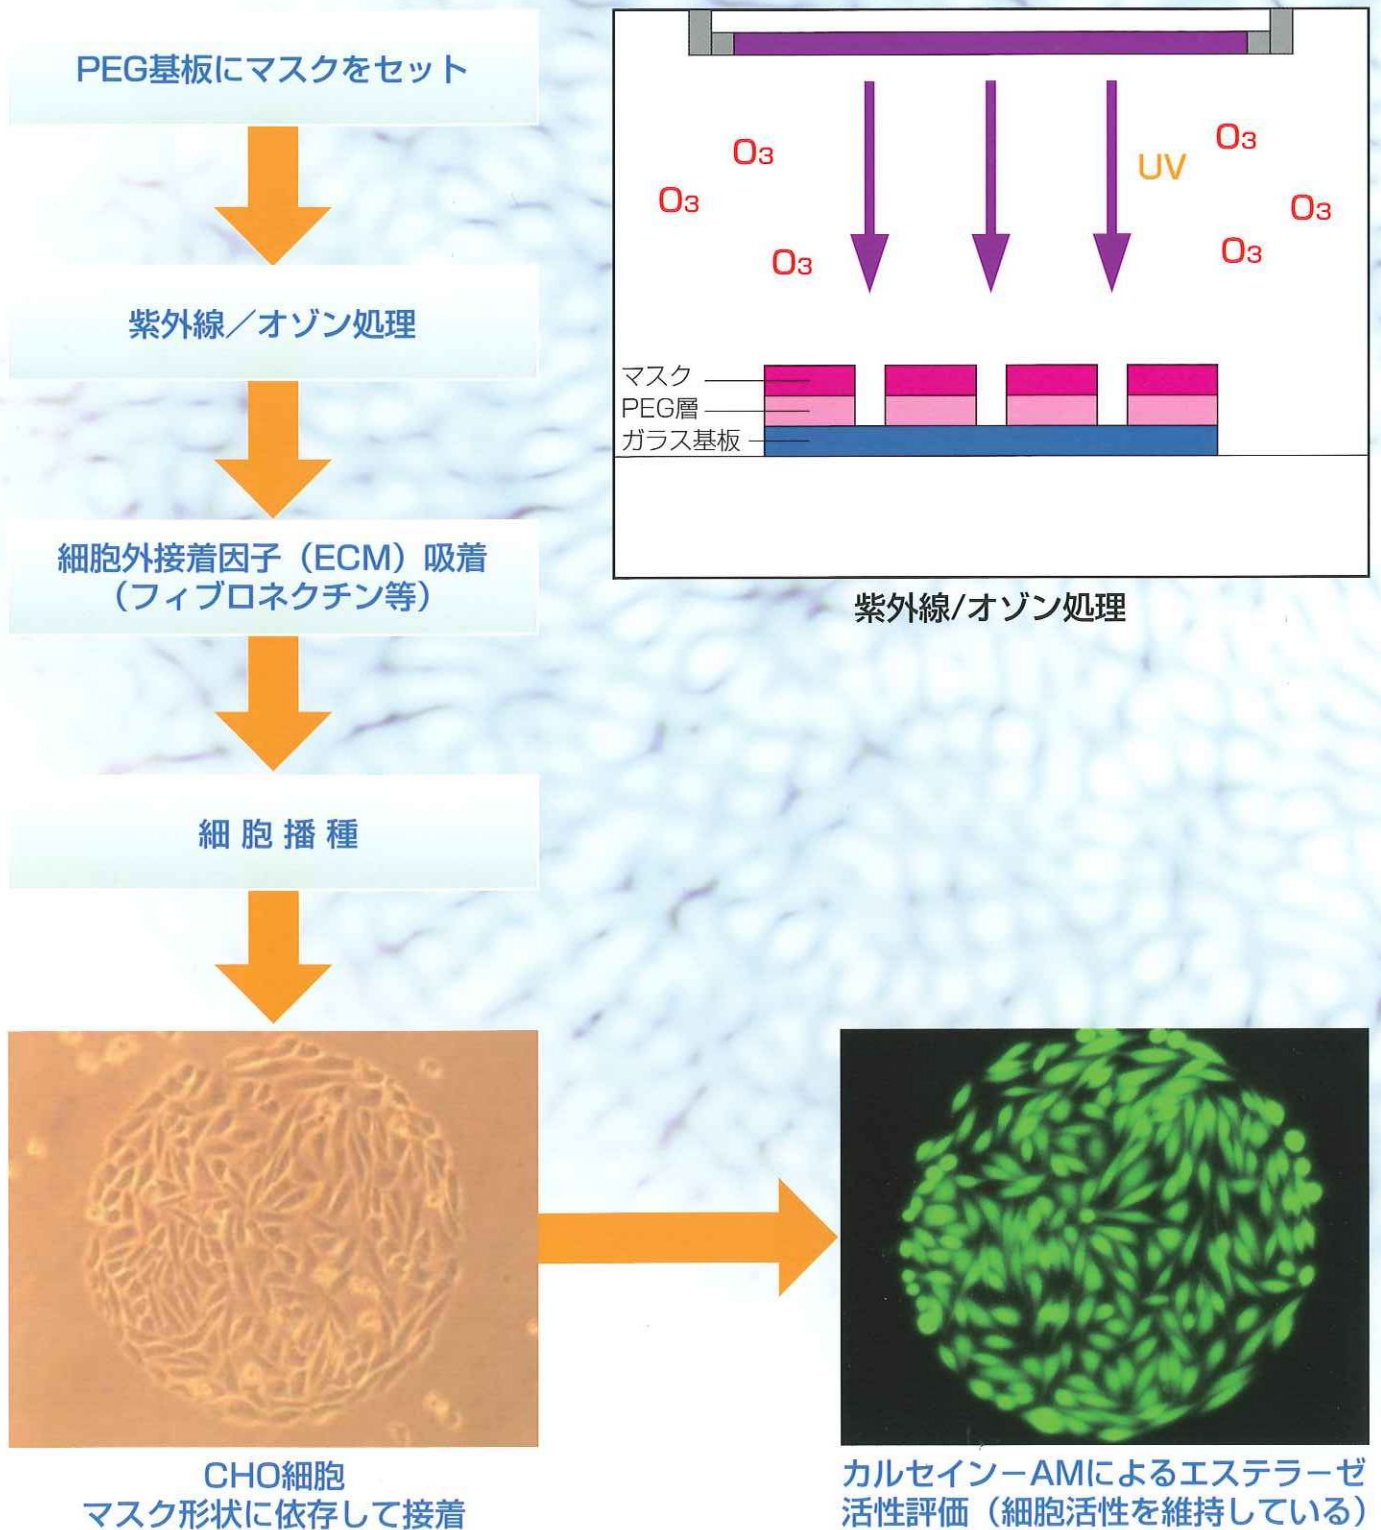 PEG基板にマスクをセット
紫外線／オゾン処理
細胞外接着因子（ECM）吸着
（フィブロネクチン等）
細胞播種
CHO細胞
マスク形状に依存して接着
O3
O3
O3
UV
O3
O3
O3
マスク
PEG層
ガラス基板
紫外線/オゾン処理
カルセイン－AMによるエステラーゼ
活性評価（細胞活性を維持している）